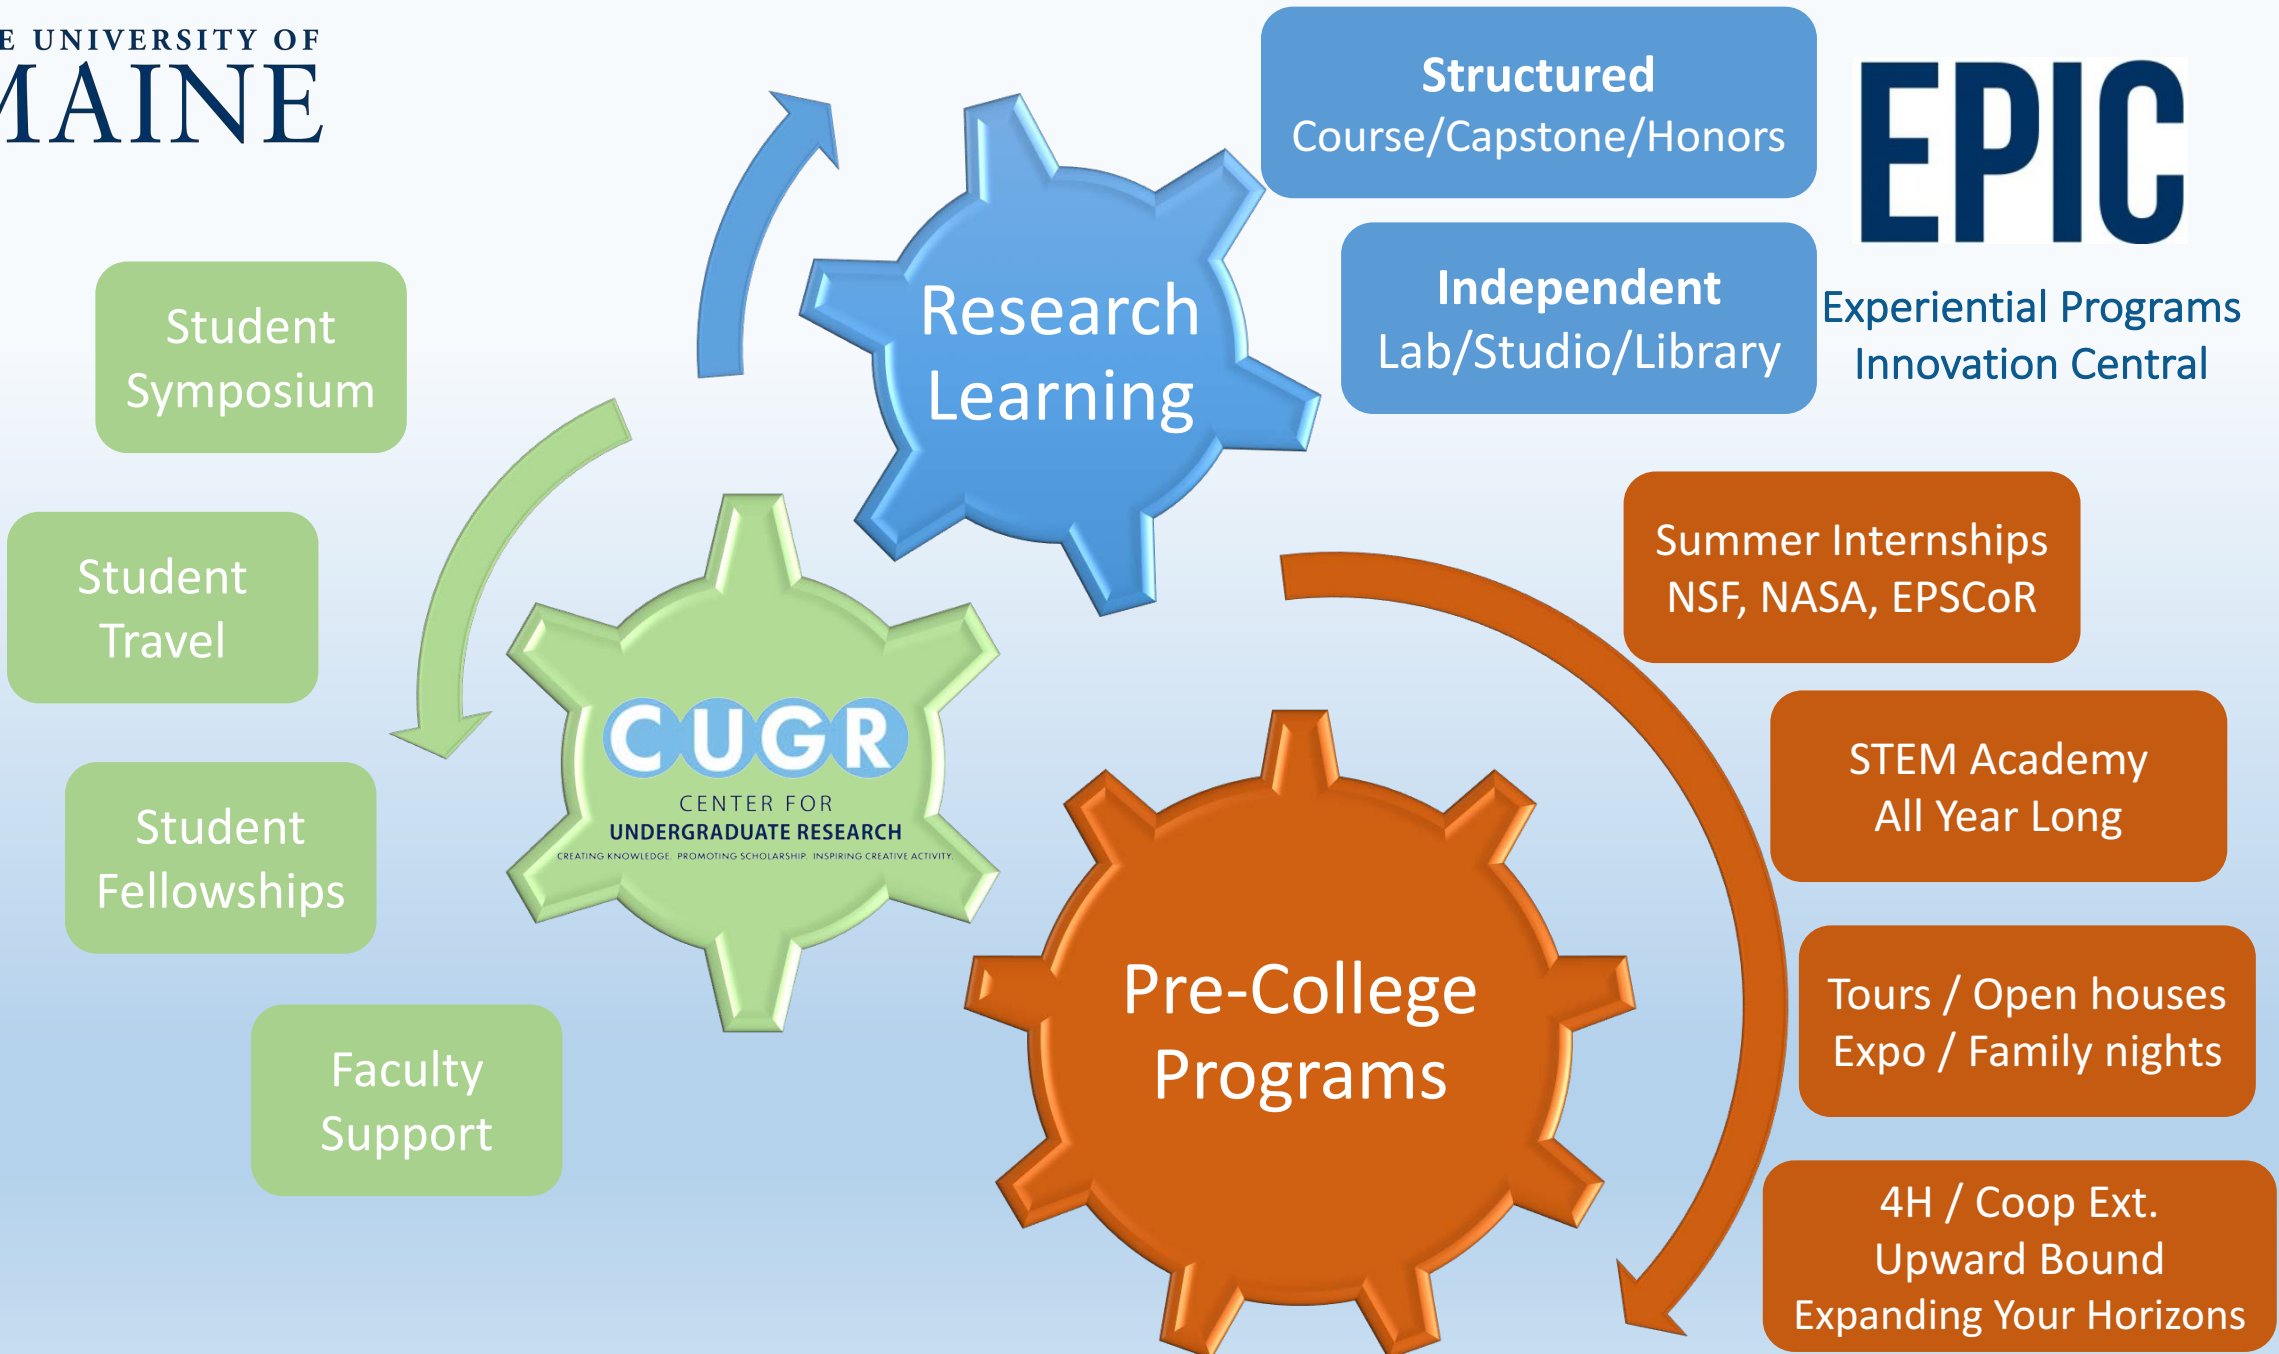 E UNIVERSITY OF
MAINE
Structured
Course/Capstone/Honors
Independent
Lab/Studio/Library
EPIC
Experiential Programs
Innovation Central
Research
Learning
Student
Symposium
Student
Travel
Student
Fellowships
Faculty
Support
CUGR
CENTER FOR
UNDERGRADUATE RESEARCH
CREATING KNOWLEDGE. PROMOTING SCHOLARSHIP. INSPIRING CREATIVE ACTIVITY.
Pre-College
Programs
Summer Internships
NSF, NASA, EPSCoR
STEM Academy
All Year Long
Tours / Open houses
Expo / Family nights
4H / Coop Ext.
Upward Bound
Expanding Your Horizons